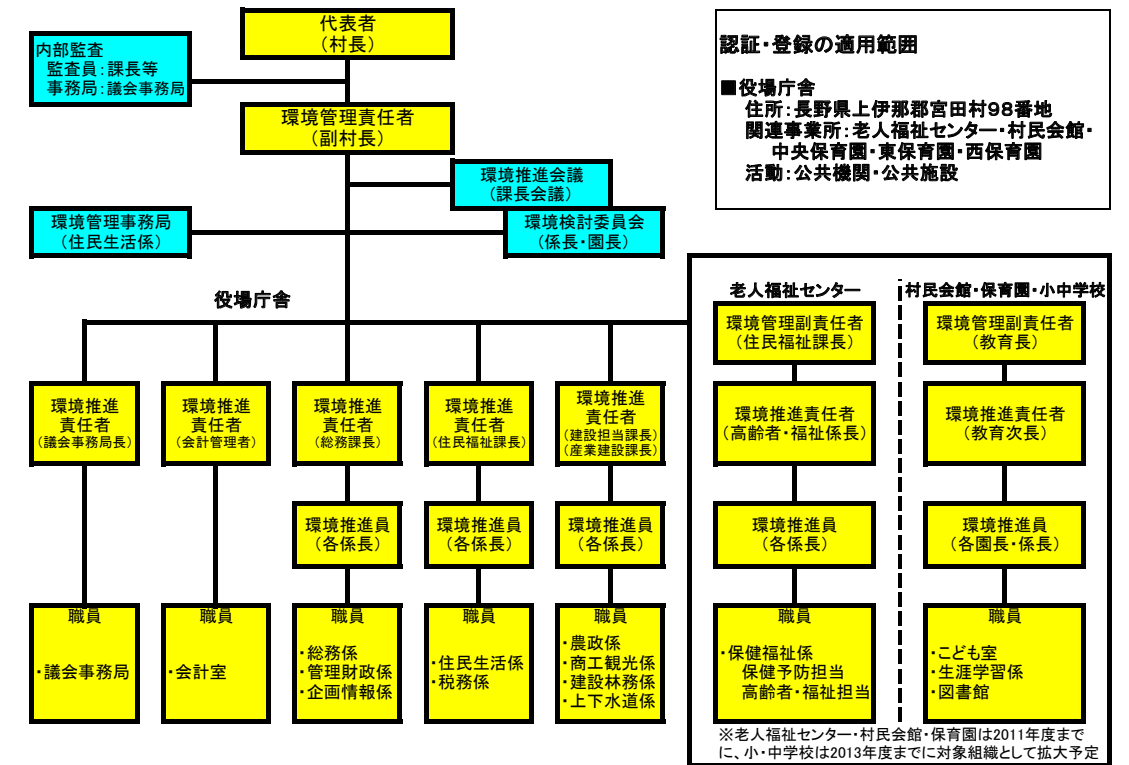 代表者
（村長）
内部監査
監査員：課長等
事務局：議会事務局
認証・登録の適用範囲
■役場庁舎
住所：長野県上伊那郡宮田村98番地
関連事業所：老人福祉センター・村民会館・
中央保育園・東保育園・西保育園
活動：公共機関・公共施設
環境管理責任者
（副村長）
環境推進会議
（課長会議）
環境管理事務局
（住民生活係）
環境検討委員会
（係長・園長）
役場庁舎
環境推進
責任者
（議会事務局長）
環境推進
責任者
（会計管理者）
環境推進
責任者
（総務課長）
環境推進
責任者
（住民福祉課長）
環境推進
責任者
（建設担当課長）
（産業建設課長）
環境推進員
（各係長）
環境推進員
（各係長）
環境推進員
（各係長）
職員
・議会事務局
職員
・会計室
職員
・総務係
・管理財政係
・企画情報係
職員
・住民生活係
・税務係
職員
・農政係
・商工観光係
・建設林務係
・上下水道係
老人福祉センター
環境管理副責任者
（住民福祉課長）
環境推進責任者
（高齢者・福祉係長）
環境推進員
（各係長）
職員
・保健福祉係
保健予防担当
高齢者・福祉担当
村民会館・保育園・小中学校
環境管理副責任者
（教育長）
環境推進責任者
（教育次長）
環境推進員
（各園長・係長）
職員
・こども室
・生涯学習係
・図書館
※老人福祉センター・村民会館・保育園は2011年度まで
に、小・中学校は2013年度までに対象組織として拡大予定